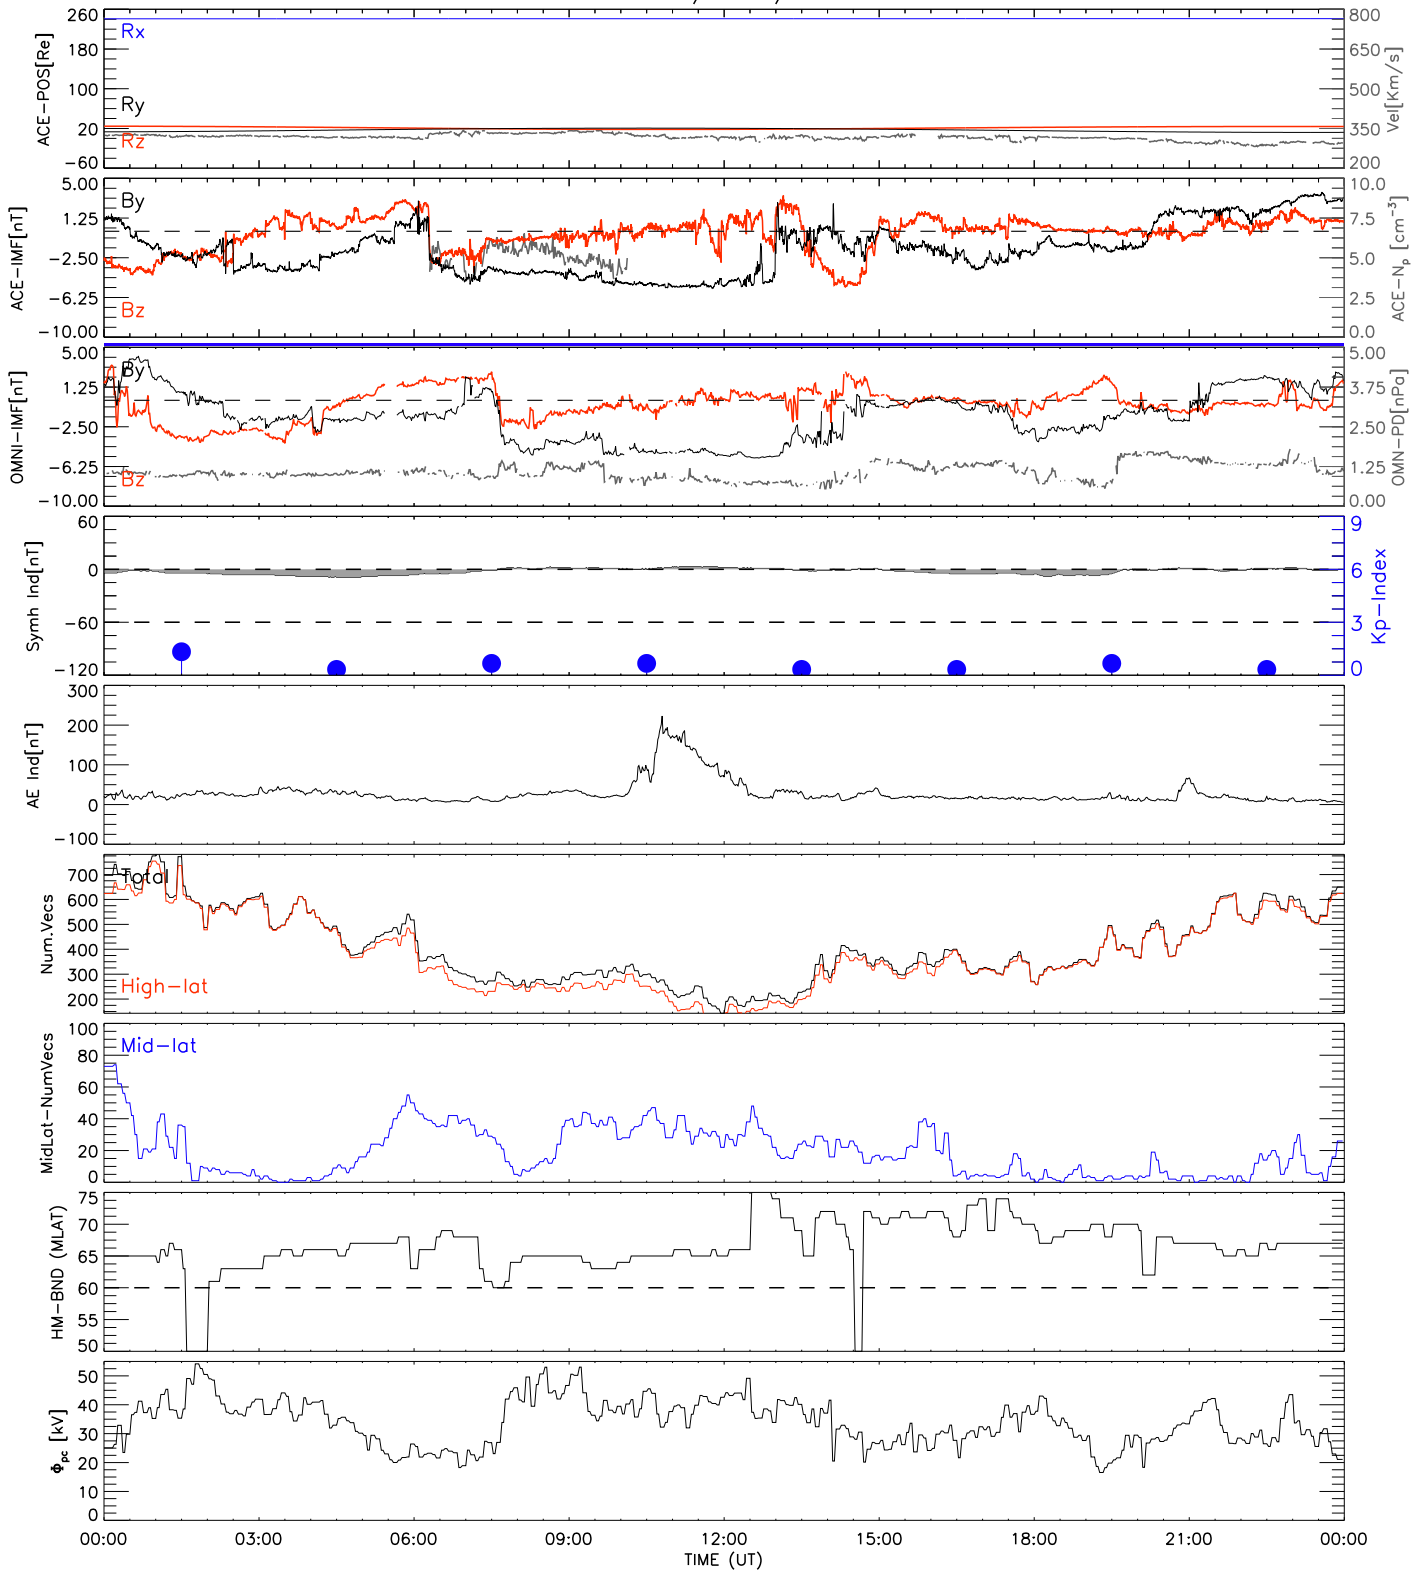 260
180
100
20
−60
ACE−POS[Re]
Rx
Ry
Rz
800
650
500
350
200
Vel[Km/s]
5.00
1.25
−2.50
−6.25
−10.00
ACE−IMF[nT]
By
Bz
10.0
7.5
5.0
2.5
0.0
ACE−Np [cm−3]
5.00
1.25
−2.50
−6.25
−10.00
OMNI−IMF[nT]
By
Bz
5.00
3.75
2.50
1.25
0.00
OMN−PD[nPa]
60
0
−60
−120
Symh Ind[nT]
9
6
3
0
Kp−Index
300
200
100
0
−100
AE Ind[nT]
700
600
500
400
300
200
Num.Vecs
Total
High−lat
100
80
60
40
20
0
MidLat−NumVecs
Mid−lat
75
70
65
60
55
50
HM−BND (MLAT)
50
40
30
20
10
0
Φpc [kV]
00:00 03:00 06:00 09:00 12:00 15:00 18:00 21:00 00:00
TIME (UT)